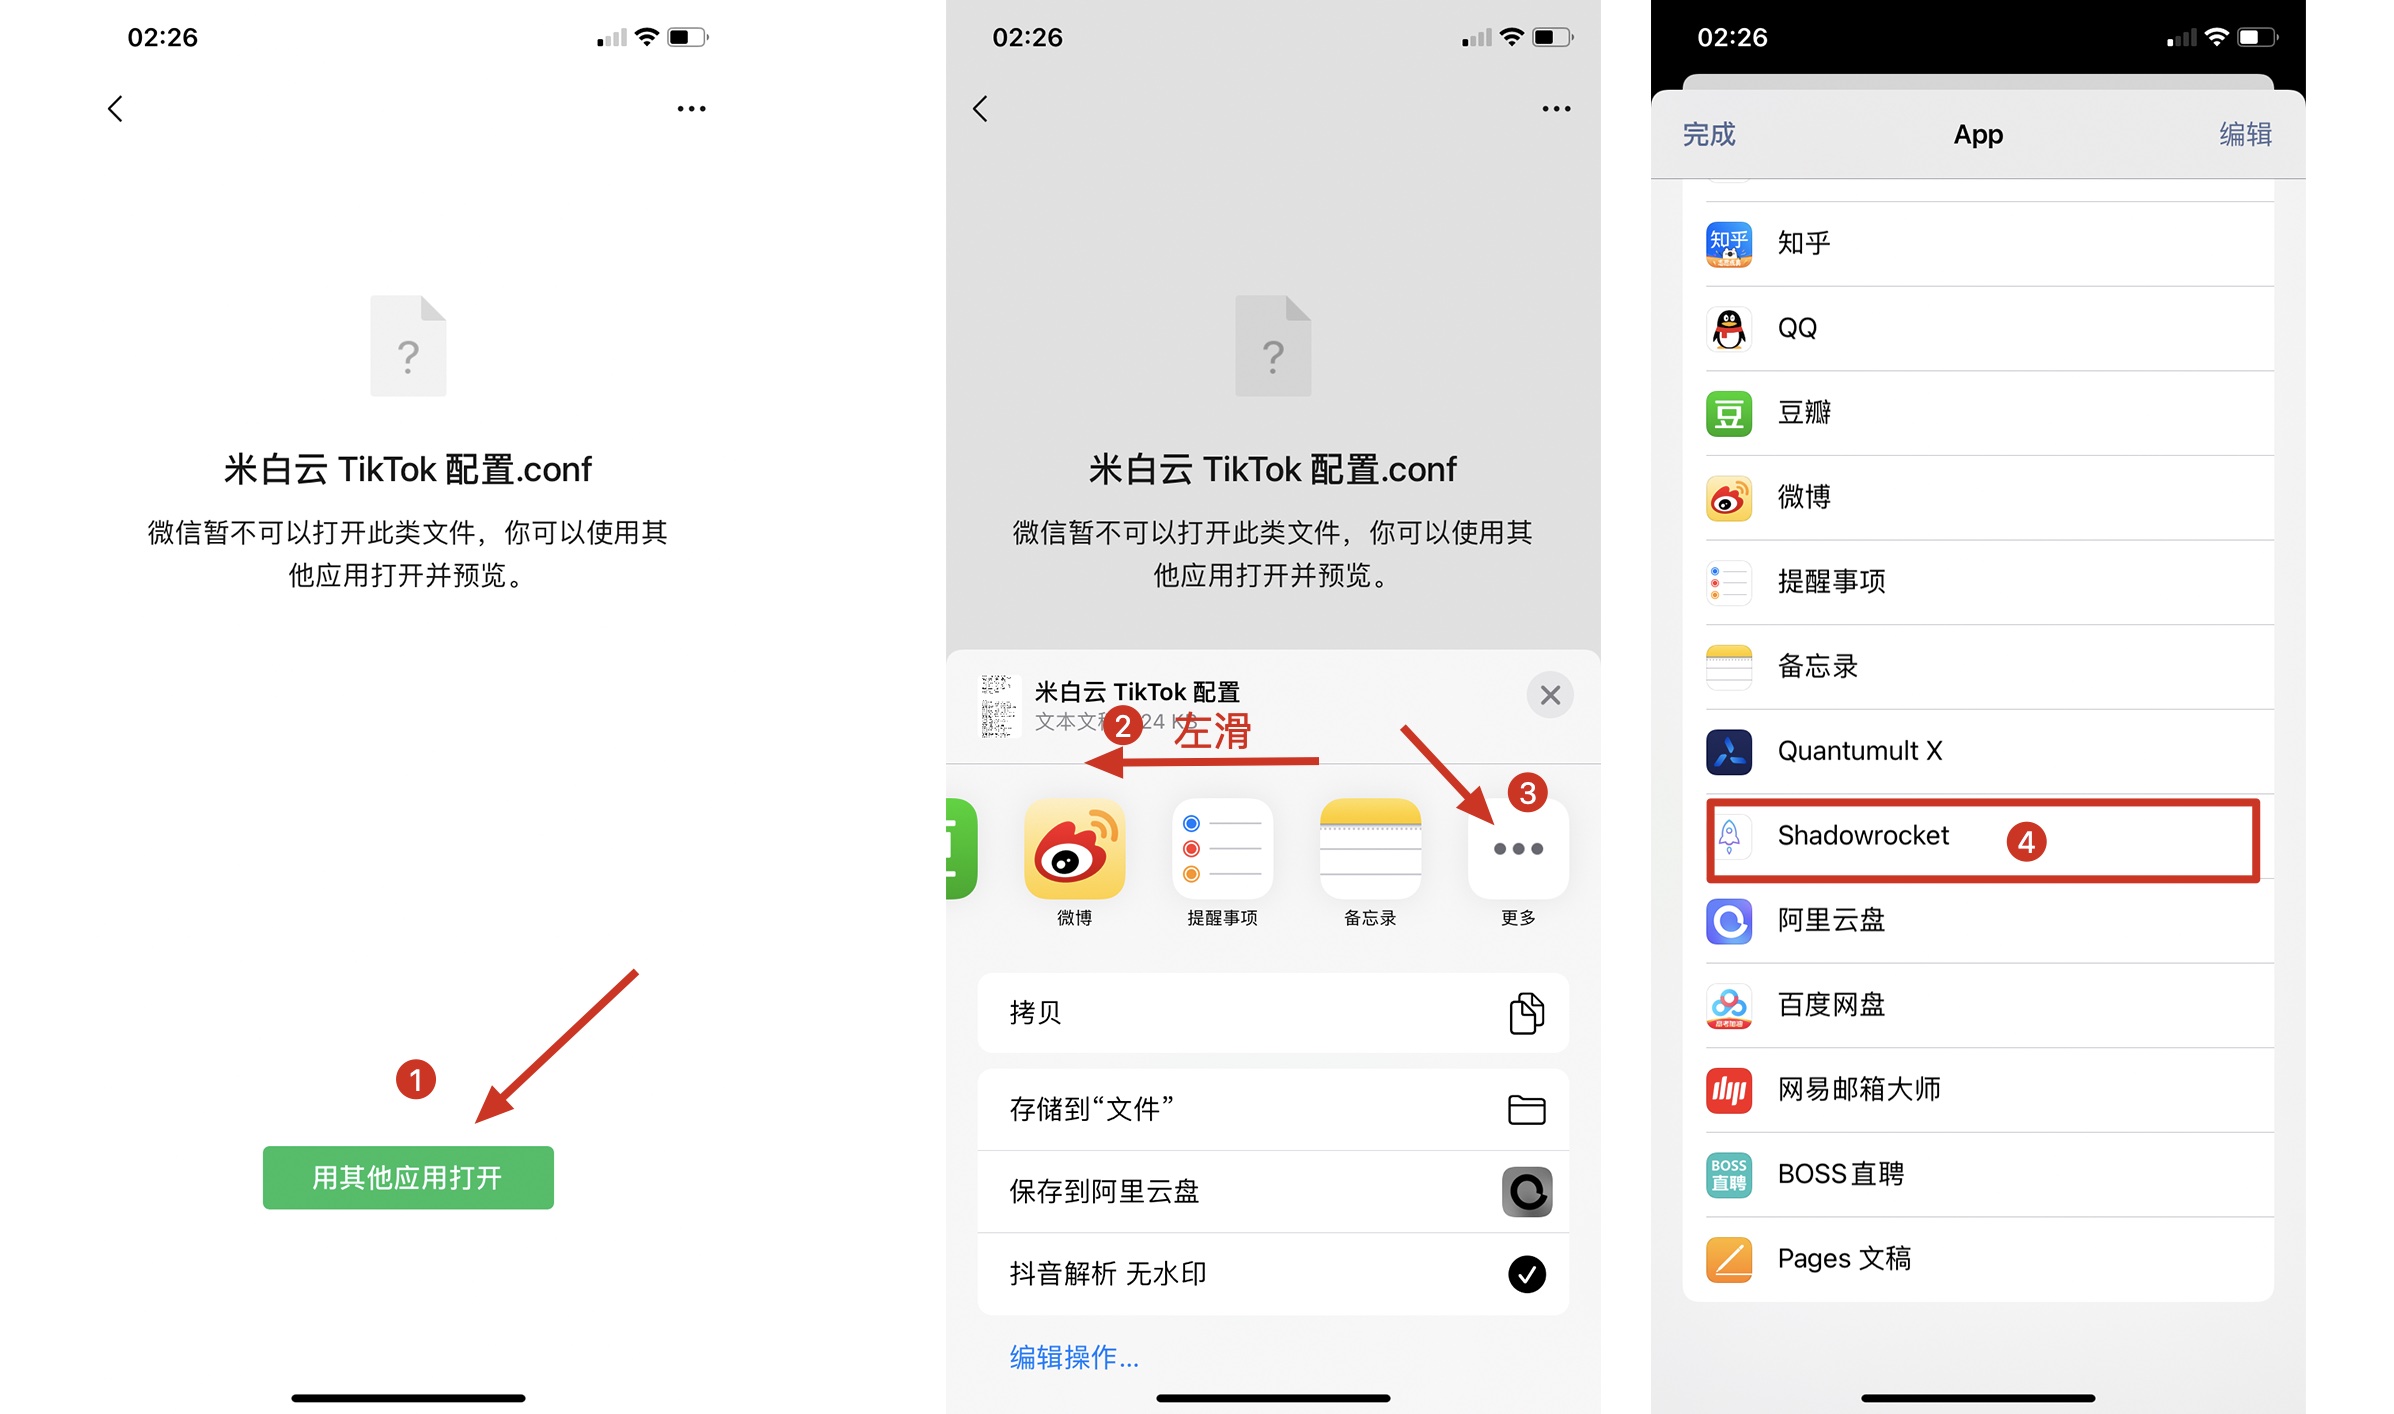 02:26
米白云 TikTok 配置.conf
微信暂不可以打开此类文件，你可以使用其
他应用打开并预览。
1
用其他应用打开
02:26
米白云 TikTok 配置.conf
微信暂不可以打开此类文件，你可以使用其
他应用打开并预览。
米白云 TikTok 配置
文本文 24 KB
2 左滑
3
微博
提醒事项
备忘录
更多
拷贝
存储到“文件”
保存到阿里云盘
抖音解析 无水印
编辑操作...
02:26
完成
App
编辑
知乎
知乎
QQ
豆
豆瓣
微博
提醒事项
备忘录
Quantumult X
Shadowrocket
4
阿里云盘
百度网盘
网易邮箱大师
BOSS
直聘
BOSS直聘
Pages 文稿